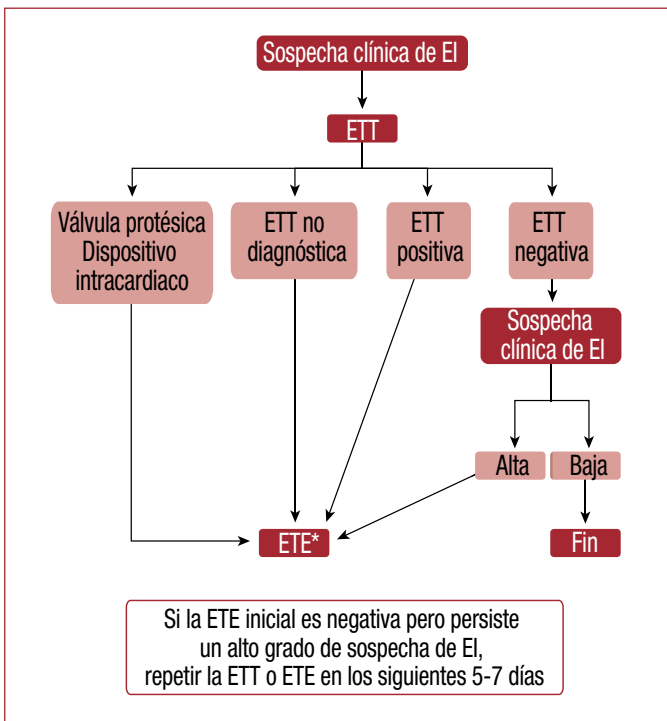 Sospecha clínica de EI
ETT
Válvula protésica
Dispositivo
intracardiaco
ETT no
diagnóstica
ETT
positiva
ETT
negativa
Sospecha
clínica de EI
Alta
Baja
ETE*
Fin
Si la ETE inicial es negativa pero persiste
un alto grado de sospecha de EI,
repetir la ETT o ETE en los siguientes 5-7 días